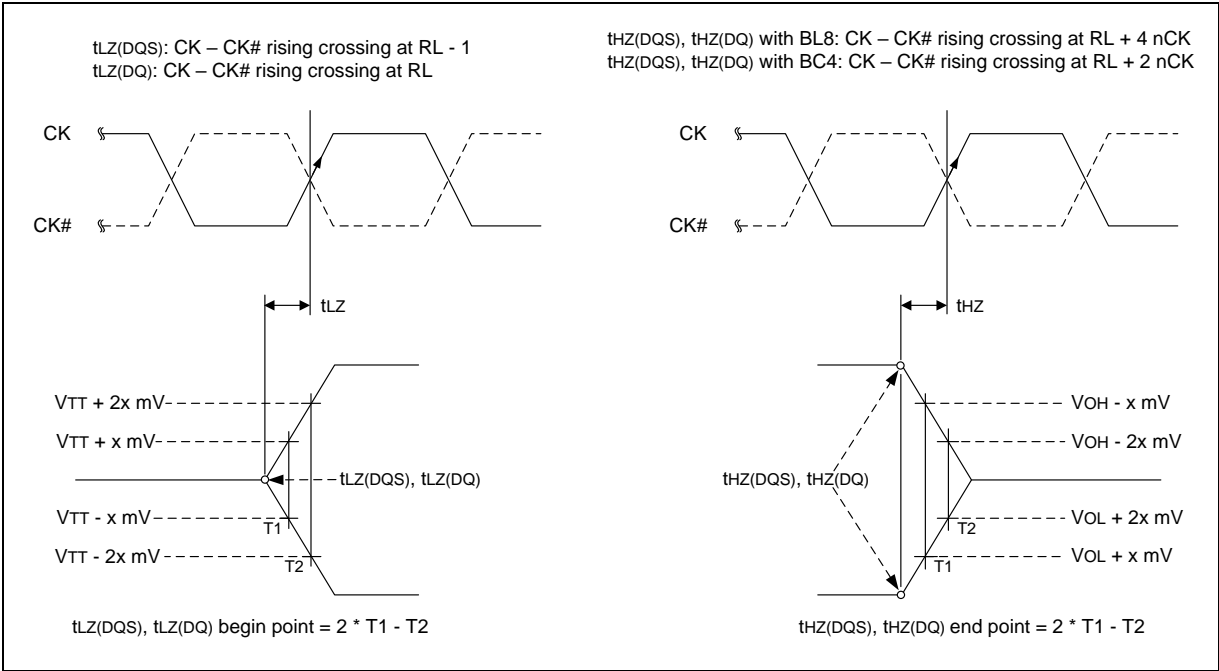 tLZ(DQS): CK – CK# rising crossing at RL - 1
tLZ(DQ): CK – CK# rising crossing at RL
CK
CK#
tLZ
VTT + 2x mV
VTT + x mV
tLZ(DQS), tLZ(DQ)
VTT - x mV
T1
VTT - 2x mV
T2
tLZ(DQS), tLZ(DQ) begin point = 2 * T1 - T2
tHZ(DQS), tHZ(DQ) with BL8: CK – CK# rising crossing at RL + 4 nCK
tHZ(DQS), tHZ(DQ) with BC4: CK – CK# rising crossing at RL + 2 nCK
CK
CK#
tHZ
VOH - x mV
VOH - 2x mV
tHZ(DQS), tHZ(DQ)
VOL + 2x mV
T2
VOL + x mV
T1
tHZ(DQS), tHZ(DQ) end point = 2 * T1 - T2